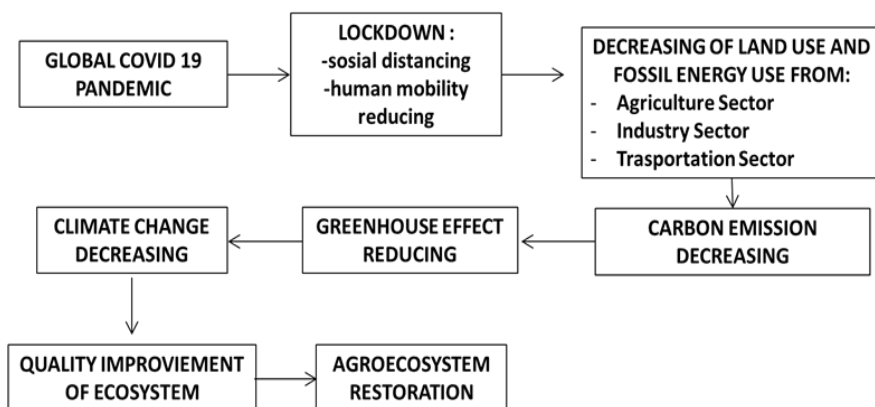 GLOBAL COVID 19
PANDEMIC
LOCKDOWN :
-sosial distancing
-human mobility
reducing
DECREASING OF LAND USE AND
FOSSIL ENERGY USE FROM:
- Agriculture Sector
- Industry Sector
- Trasportation Sector
CARBON EMISSION
DECREASING
GREENHOUSE EFFECT
REDUCING
CLIMATE CHANGE
DECREASING
QUALITY IMPROVIEMENT
OF ECOSYSTEM
AGROECOSYSTEM
RESTORATION